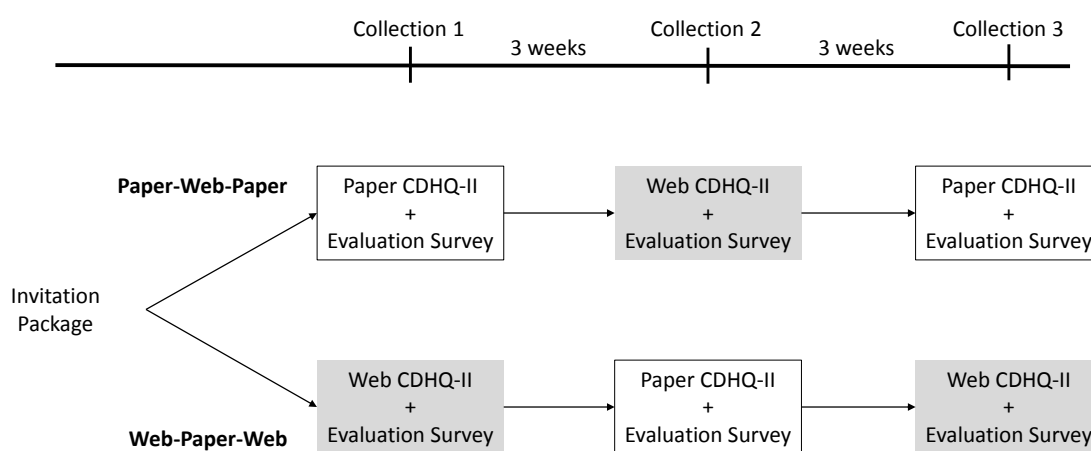 Collection 1
Collection 2
Collection 3
3 weeks
3 weeks
Paper-Web-Paper
Paper CDHQ-II
+
Evaluation Survey
Web CDHQ-II
+
Evaluation Survey
Paper CDHQ-II
+
Evaluation Survey
Invitation
Package
Web-Paper-Web
Web CDHQ-II
+
Evaluation Survey
Paper CDHQ-II
+
Evaluation Survey
Web CDHQ-II
+
Evaluation Survey